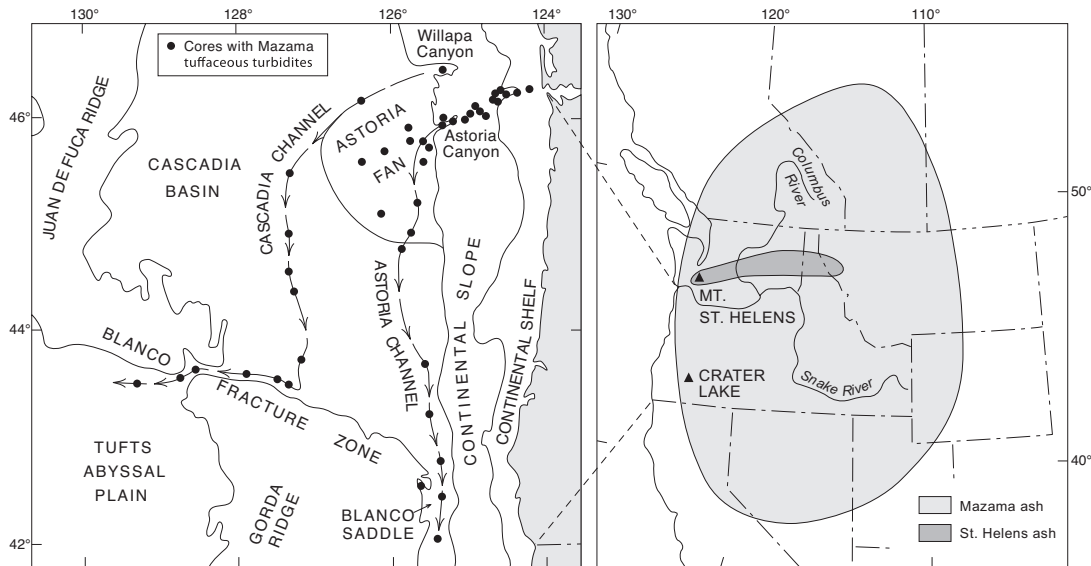 130°
128°
126°
124°
Cores with Mazama
tuffaceous turbidites
Willapa
Canyon
46°
44°
42°
JUAN DE FUCA RIDGE
CASCADIA
BASIN
CASCADIA CHANNEL
ASTORIA
FAN
Astoria
Canyon
ASTORIA CHANNEL
CONTINENTAL SLOPE
CONTINENTAL SHELF
BLANCO
FRACTURE
ZONE
TUFTS
ABYSSAL
PLAIN
GORDA
RIDGE
BLANCO
SADDLE
130°
120°
110°
50°
40°
Columbus
River
MT.
ST. HELENS
CRATER
LAKE
Snake River
Mazama ash
St. Helens ash